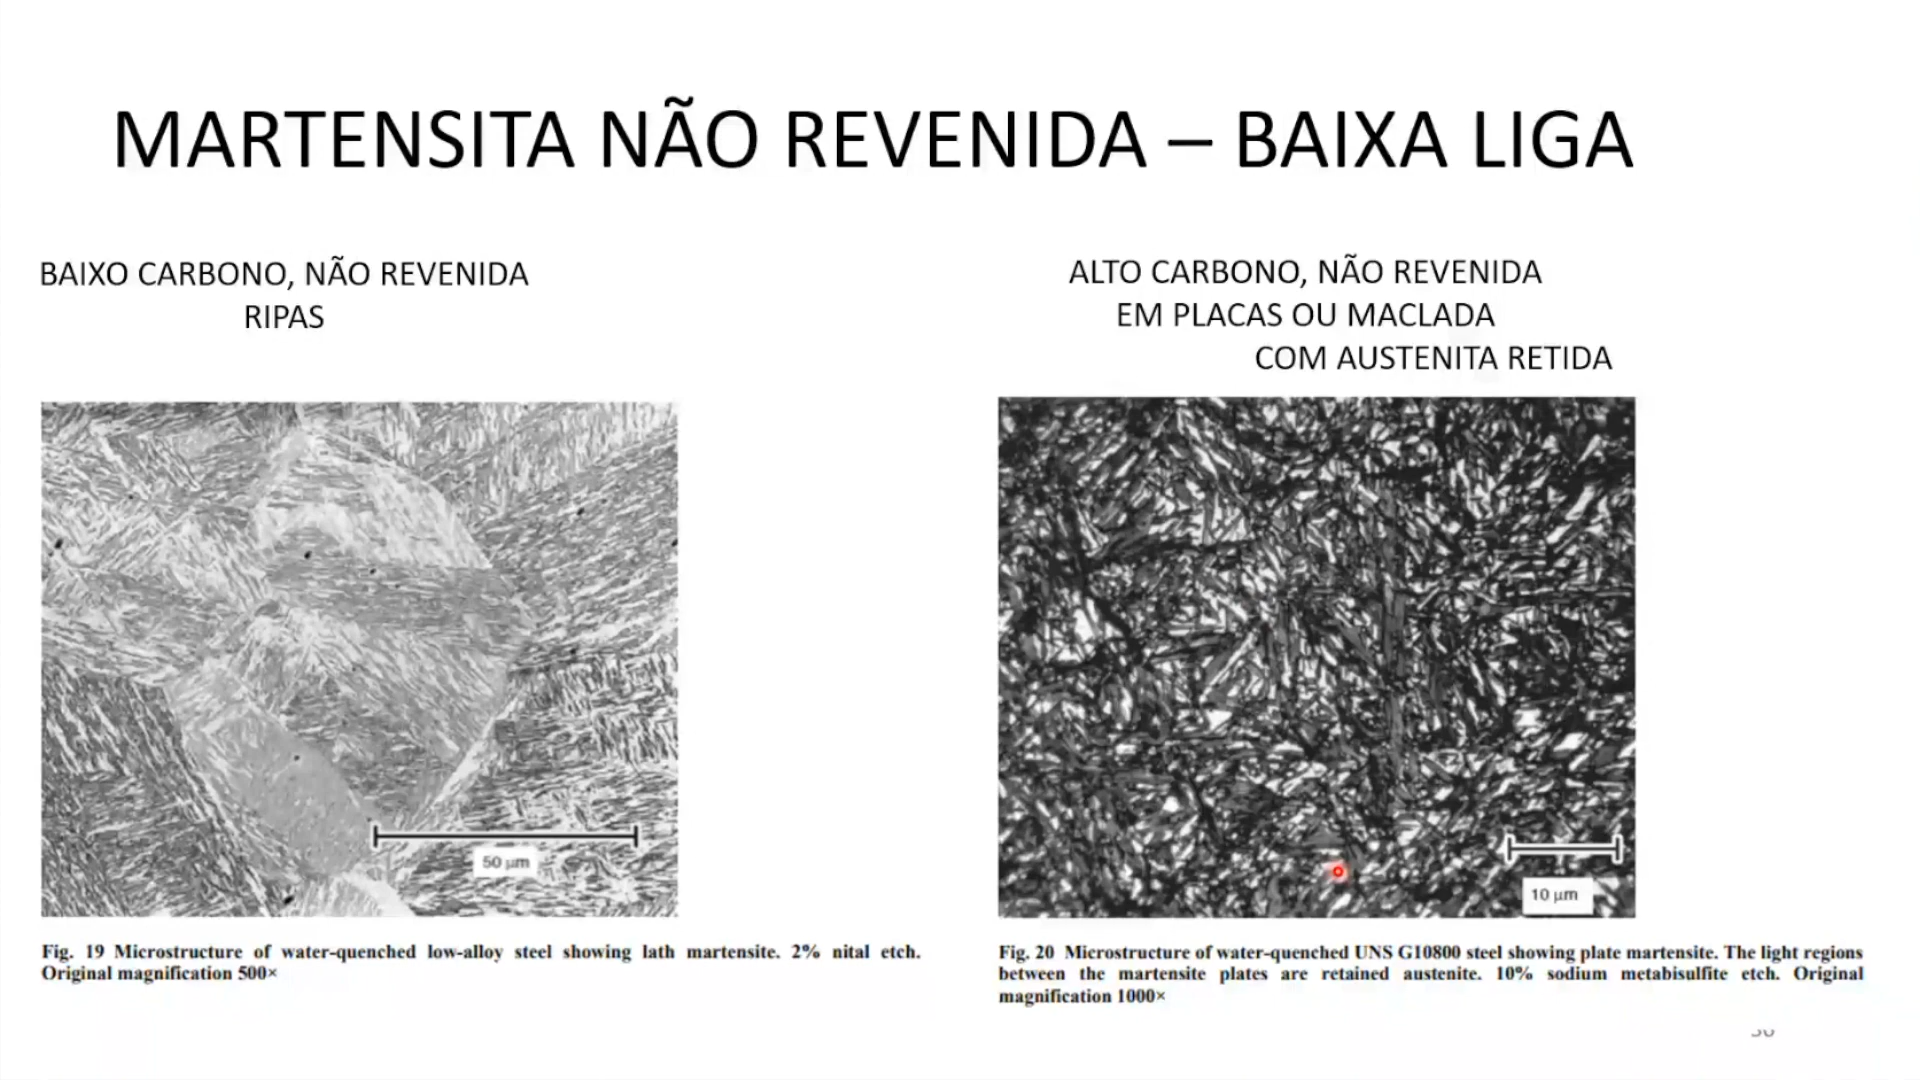 MARTENSITA NÃO REVENIDA – BAIXA LIGA
BAIXO CARBONO, NÃO REVENIDA
RIPAS
ALTO CARBONO, NÃO REVENIDA
EM PLACAS OU MACLADA
COM AUSTENITA RETIDA
50 µm
10 µm
Fig. 19 Microstructure of water-quenched low-alloy steel showing lath martensite. 2% nital etch.
Original magnification 500×
Fig. 20 Microstructure of water-quenched UNS G10800 steel showing plate martensite. The light regions
between the martensite plates are retained austenite. 10% sodium metabisulfite etch. Original
magnification 1000×